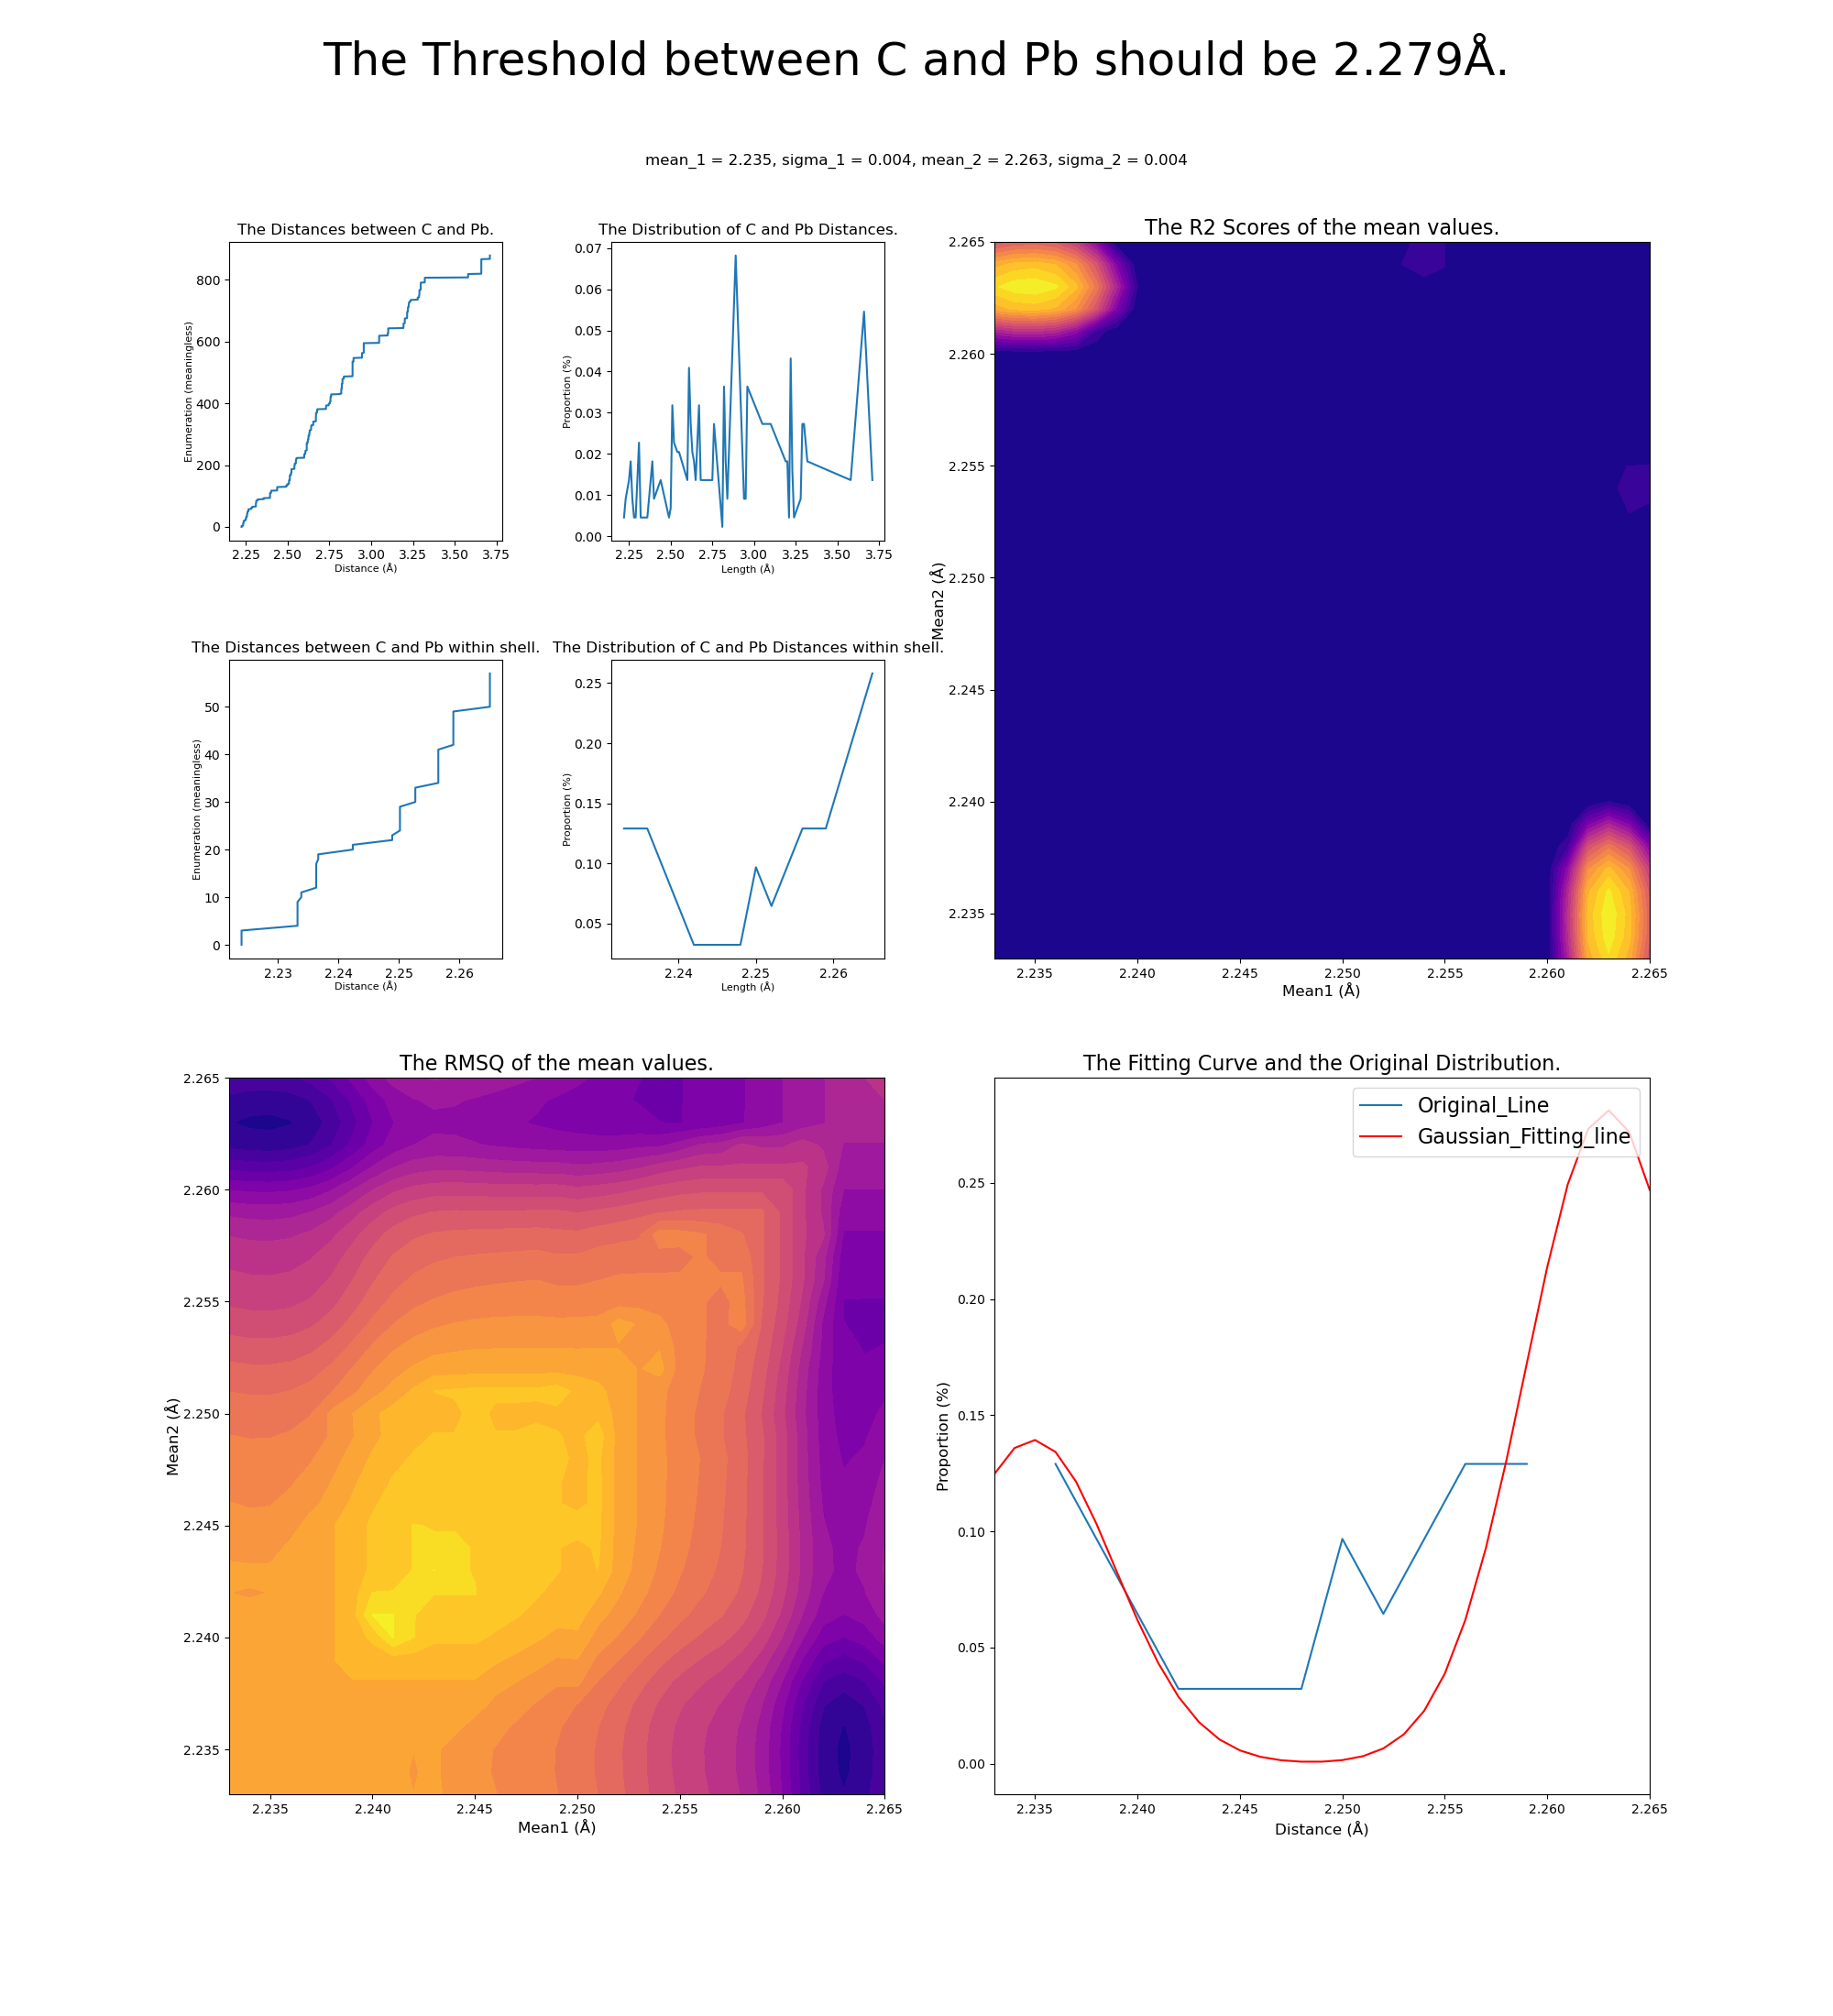 The Threshold between C and Pb should be 2.279Å.
mean_1 = 2.235, sigma_1 = 0.004, mean_2 = 2.263, sigma_2 = 0.004
The Distances between C and Pb.
Enumeration (meaningless)
800
600
400
200
0
2.25 2.50 2.75 3.00 3.25 3.50 3.75
Distance (Å)
The Distribution of C and Pb Distances.
Proportion (%)
0.07
0.06
0.05
0.04
0.03
0.02
0.01
0.00
2.25 2.50 2.75 3.00 3.25 3.50 3.75
Length (Å)
The R2 Scores of the mean values.
Mean2 (Å)
2.265
2.260
2.255
2.250
2.245
2.240
2.235
2.235 2.240 2.245 2.250 2.255 2.260 2.265
Mean1 (Å)
The Distances between C and Pb within shell.
Enumeration (meaningless)
50
40
30
20
10
0
2.23 2.24 2.25 2.26
Distance (Å)
The Distribution of C and Pb Distances within shell.
Proportion (%)
0.25
0.20
0.15
0.10
0.05
2.24 2.25 2.26
Length (Å)
The RMSQ of the mean values.
Mean2 (Å)
2.265
2.260
2.255
2.250
2.245
2.240
2.235
2.235 2.240 2.245 2.250 2.255 2.260 2.265
Mean1 (Å)
The Fitting Curve and the Original Distribution.
Original_Line
Gaussian_Fitting_line
Proportion (%)
0.25
0.20
0.15
0.10
0.05
0.00
2.235 2.240 2.245 2.250 2.255 2.260 2.265
Distance (Å)